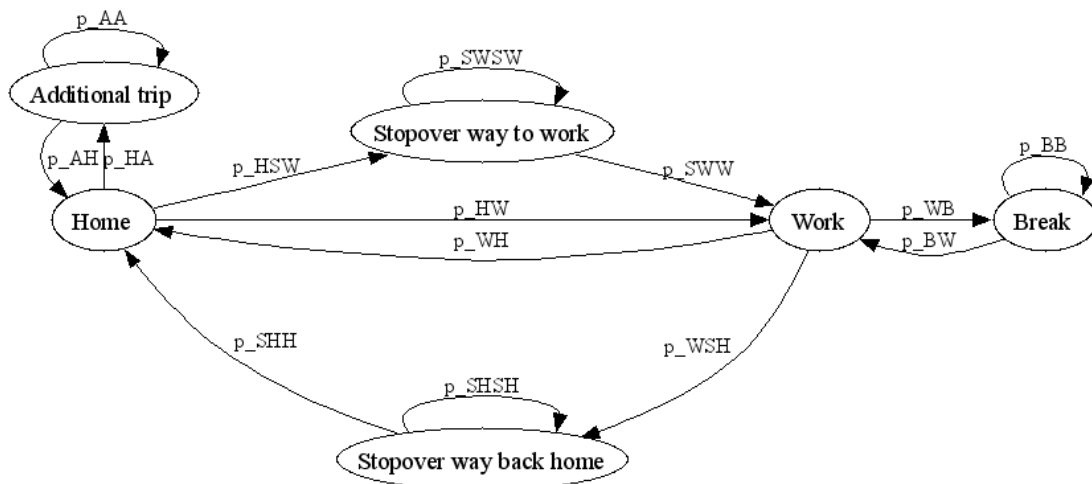 p_AA
Additional trip
p_AH
p_HA
Home
p_HSW
p_SWSW
Stopover way to work
p_SWW
p_HW
p_WH
Work
p_WB
p_BW
p_BB
Break
p_SHH
p_WSH
p_SHSH
Stopover way back home